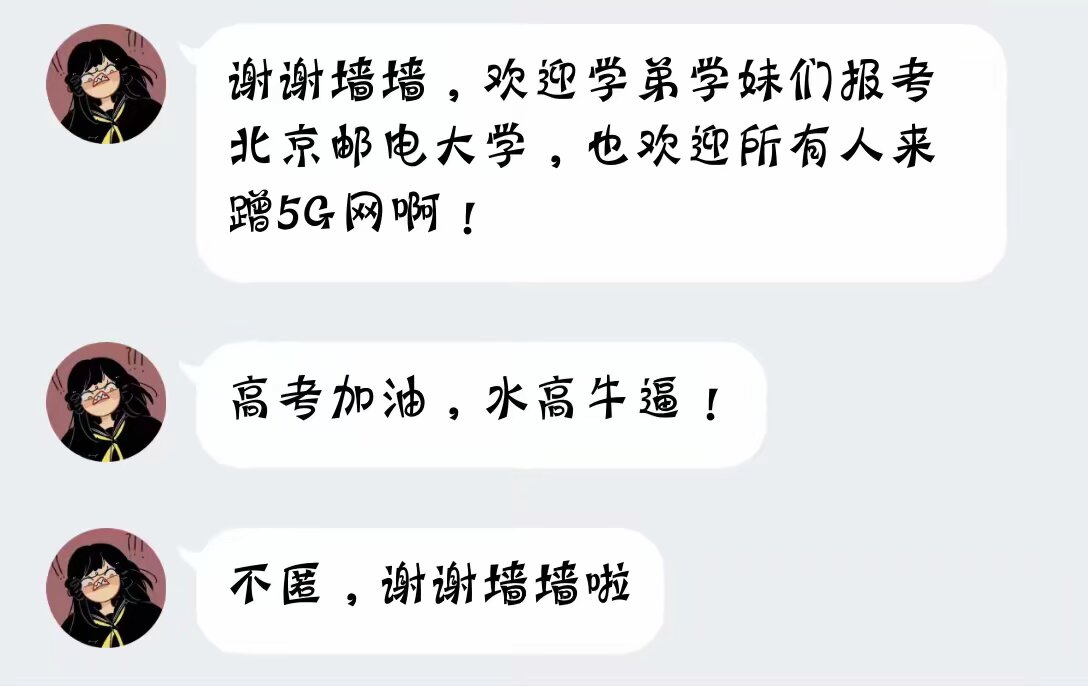 谢谢墙墙，欢迎学弟学妹们报考
北京邮电大学，也欢迎所有人来
蹭5G网啊！
高考加油，水高牛逼！
不匿，谢谢墙墙啦